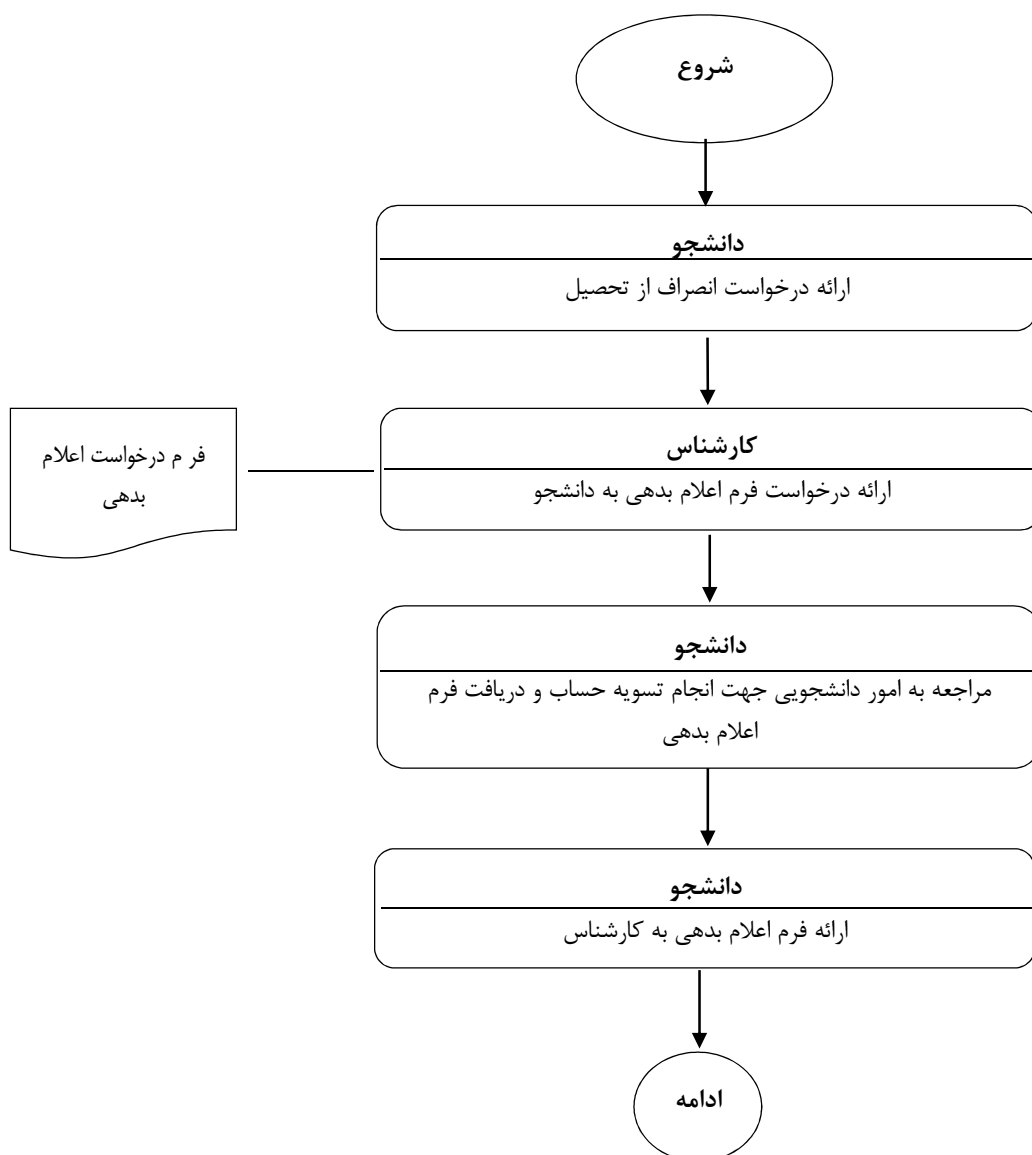 شروع
دانشجو
ارائه درخواست انصراف از تحصیل
کارشناس
ارائه درخواست فرم اعلام بدهی به دانشجو
فر م درخواست اعلام
بدهی
دانشجو
مراجعه به امور دانشجویی جهت انجام تسویه حساب و دریافت فرم
اعلام بدهی
دانشجو
ارائه فرم اعلام بدهی به کارشناس
ادامه